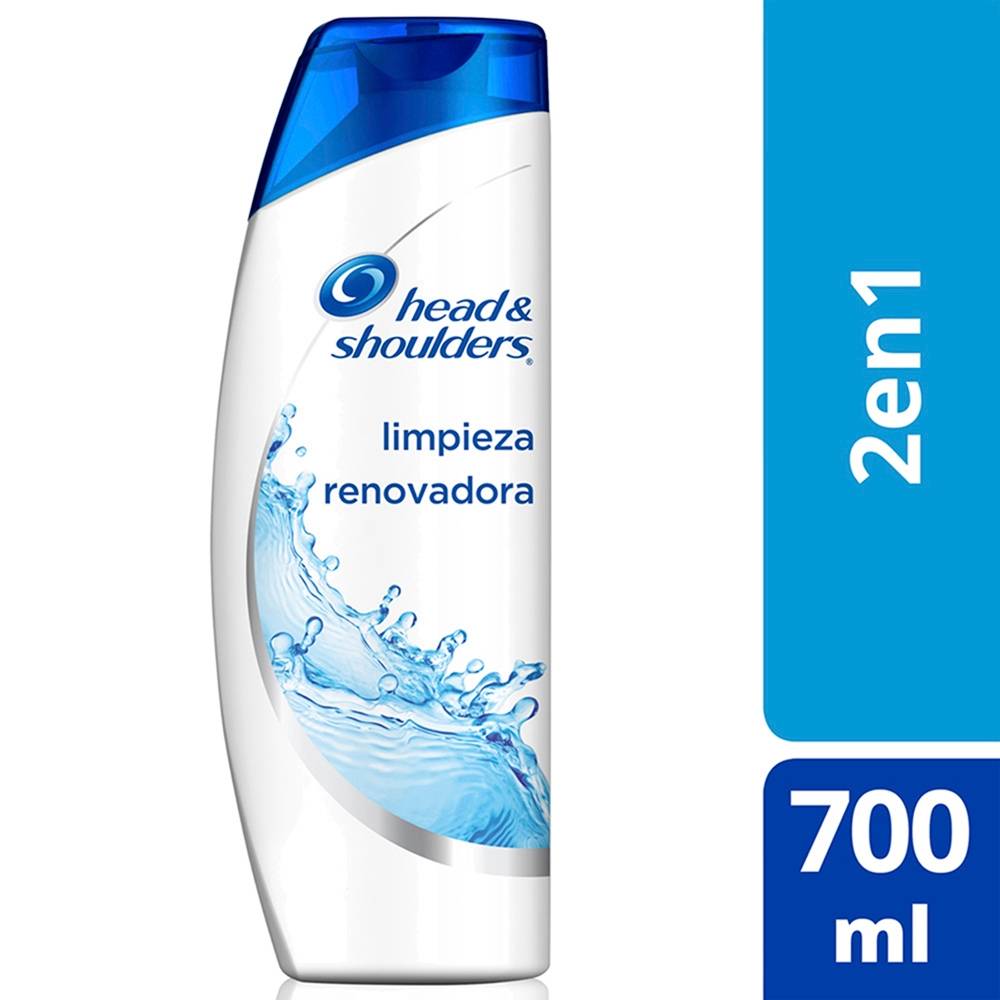 head &
shoulders®
limpieza
renovadora
2en1
700
ml